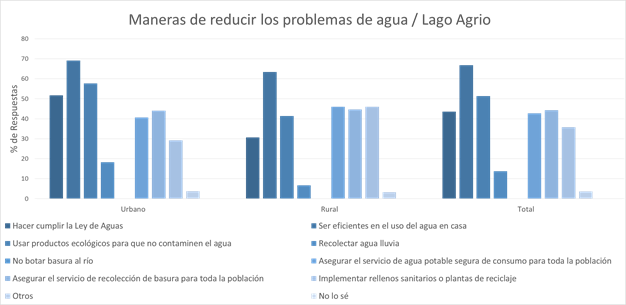 Maneras de reducir los problemas de agua / Lago Agrio
% de Respuestas
80
70
60
50
40
30
20
10
0
Urbano
Rural
Total
Hacer cumplir la Ley de Aguas
Ser eficientes en el uso del agua en casa
Usar productos ecológicos para que no contaminen el agua
Recolectar agua lluvia
No botar basura al río
Asegurar el servicio de agua potable segura de consumo para toda la población
Asegurar el servicio de recolección de basura para toda la población
Implementar rellenos sanitarios o plantas de reciclaje
Otros
No lo sé